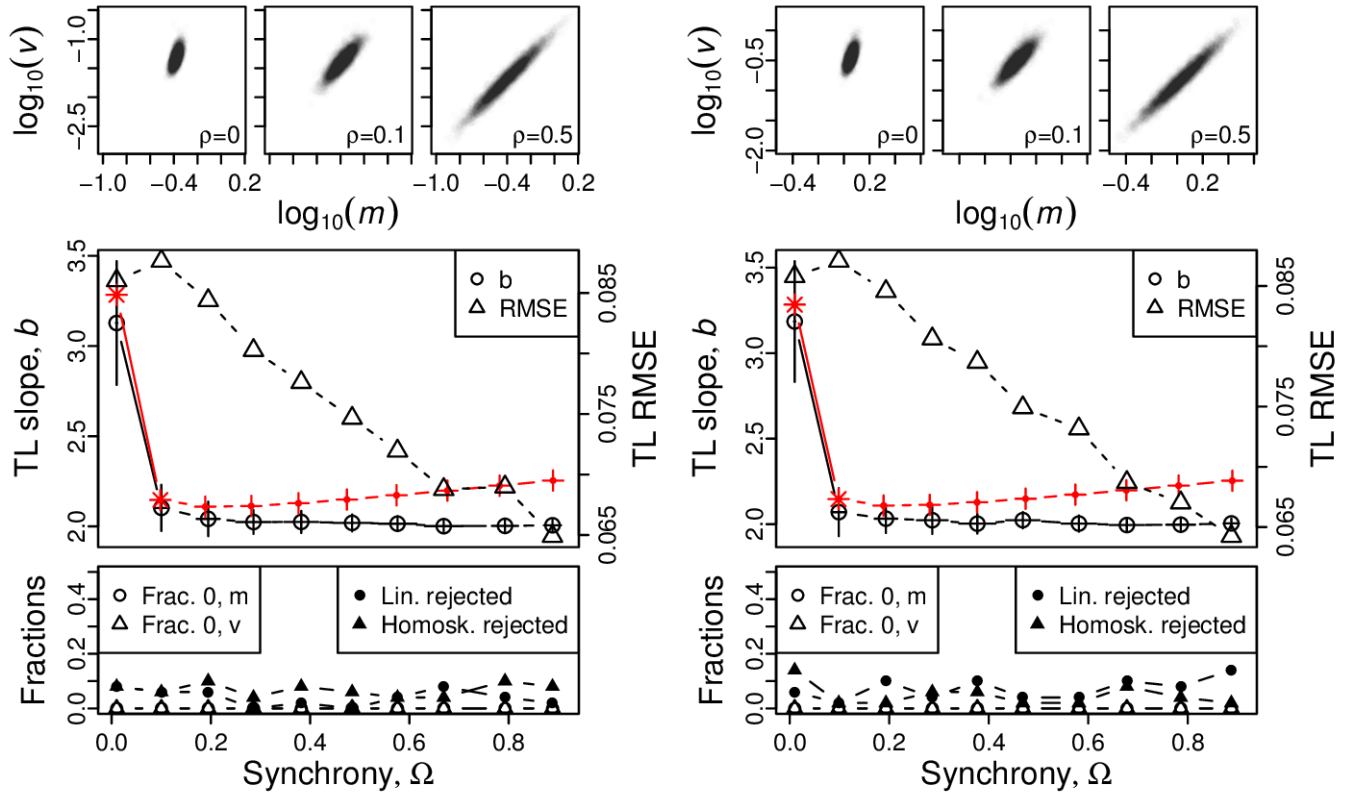 log10(v)
−1.0
−2.5
ρ=0
ρ=0.1
ρ=0.5
−1.0
−0.4
0.2
−1.0
−0.4
0.2
log10(m)
TL slope, b
3.5
3.0
2.5
2.0
b
RMSE
0.085
0.075
0.065
TL RMSE
Fractions
0.4
0.2
0.0
Frac. 0, m
Frac. 0, v
Lin. rejected
Homosk. rejected
0.0
0.2
0.4
0.6
0.8
Synchrony, Ω
log10(v)
−0.5
−2.0
ρ=0
ρ=0.1
ρ=0.5
−0.4
0.2
−0.4
0.2
log10(m)
TL slope, b
3.5
3.0
2.5
2.0
b
RMSE
0.085
0.075
0.065
TL RMSE
Fractions
0.4
0.2
0.0
Frac. 0, m
Frac. 0, v
Lin. rejected
Homosk. rejected
0.0
0.2
0.4
0.6
0.8
Synchrony, Ω